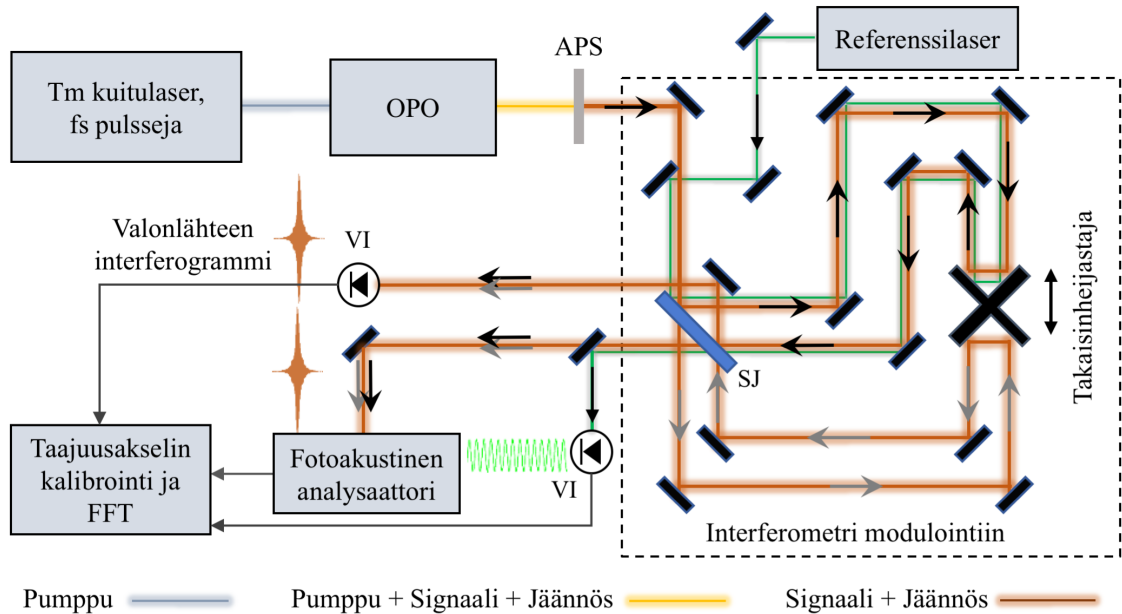 APS
Referenssilaser
Tm kuitulaser,
fs pulsseja
OPO
Valonlähteen
interferogrammi
VI
Takaisinheijastaja
SJ
Taajuusakselin
kalibrointi ja
FFT
Fotoakustinen
analysaattori
VI
Interferometri modulointiin
Pumppu
Pumppu + Signaali + Jäännös
Signaali + Jäännös